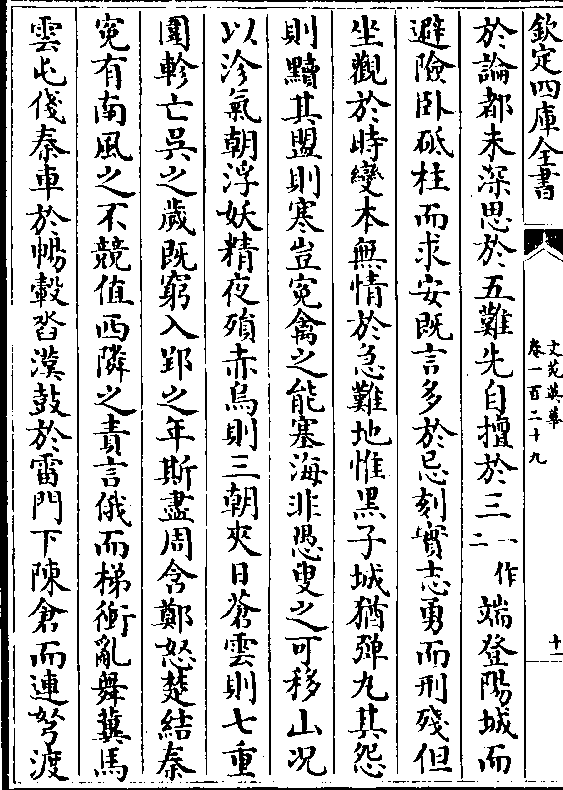 欽定四庫全書
文苑英華
卷一百二十九
十一
於論都未深思於五難先自擅於三一作二端登陽城而
避險卧砥柱而求安既言多於忌刻實志勇而刑殘但
坐觀於時變本無情於急難地惟黑子城猶彈丸其怨
則黷其盟則寒豈寃禽之能塞海非愚叟之可移山况
以沴氣朝浮妖精夜殞赤烏則三朝夾日蒼雲則七重
圍軫亡吳之歲既窮入郢之年斯盡周含鄭怒楚結秦
寃有南風之不競值西隣之責言俄而梯衝亂舞冀馬
雲屯俴秦車於暢轂沓漢鼓於雷門下陳倉而連弩渡